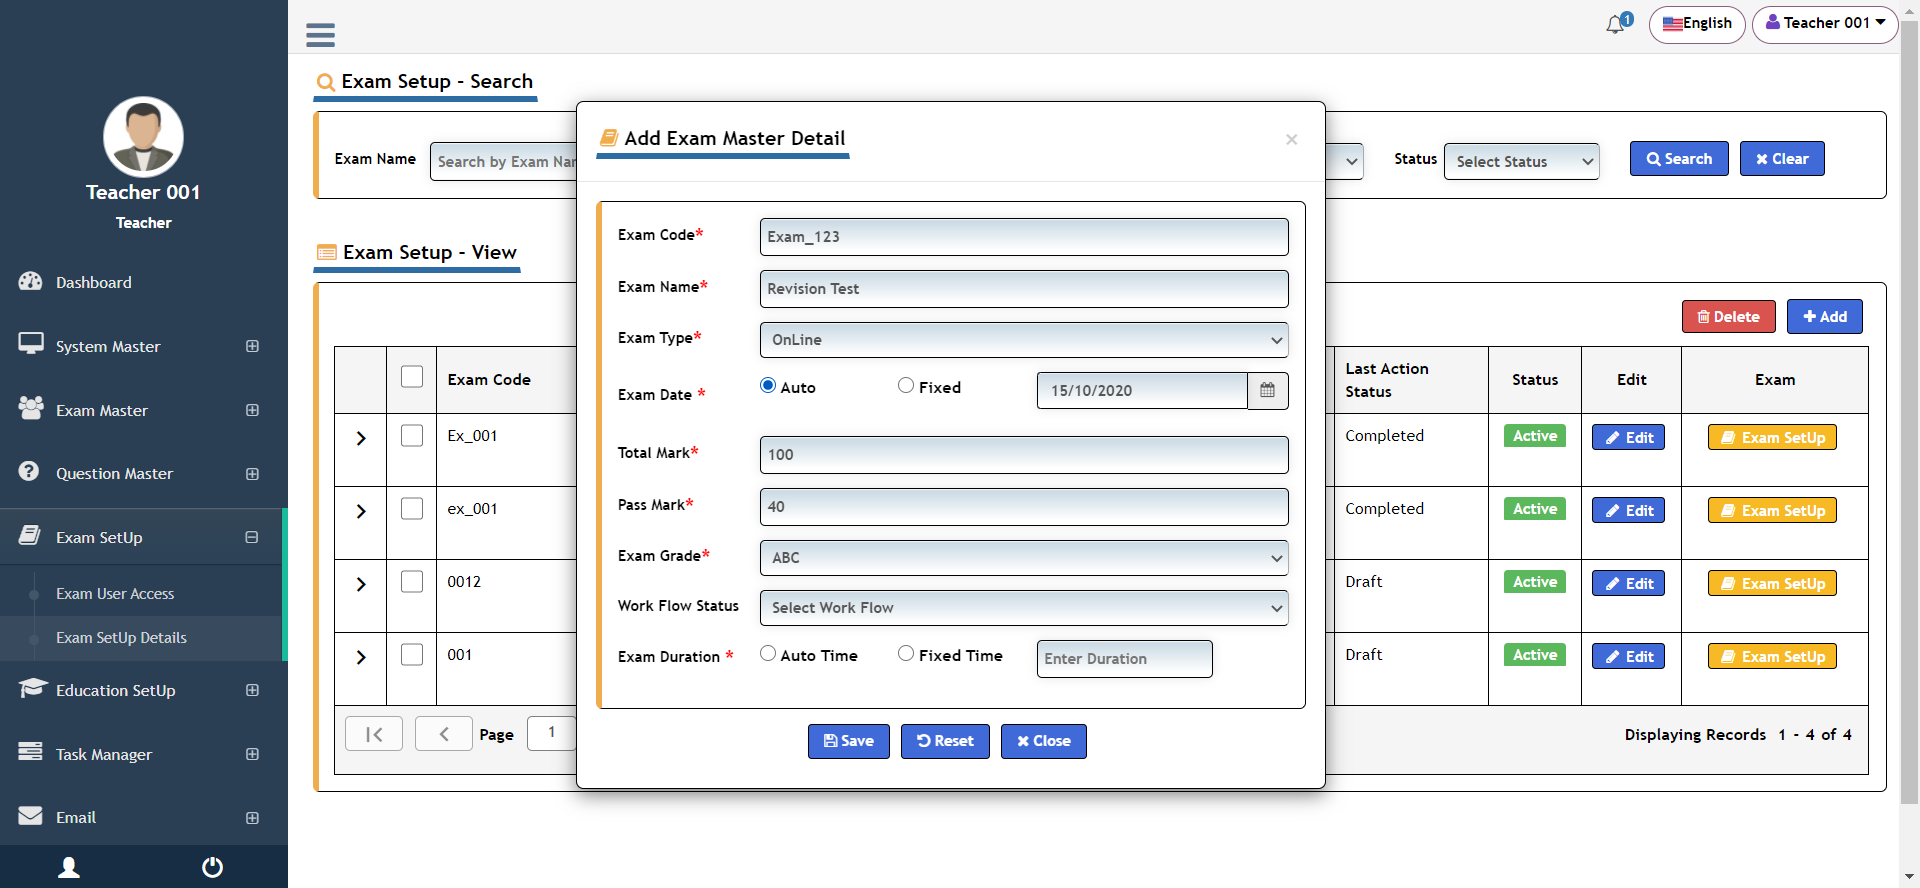 1
English
Teacher 001
Teacher 001
Teacher
Dashboard
System Master
Exam Master
Question Master
Exam SetUp
Exam User Access
Exam SetUp Details
Education SetUp
Task Manager
Email
Exam Setup - Search
Exam Name
Search by Exam Nar
Status
Select Status
Search
Clear
Exam Setup - View
Delete
Add
Exam Code
Last Action
Status
Status
Edit
Exam
Ex_001
Completed
Active
Edit
Exam SetUp
ex_001
Completed
Active
Edit
Exam SetUp
0012
Draft
Active
Edit
Exam SetUp
001
Draft
Active
Edit
Exam SetUp
Page
1
Displaying Records 1 - 4 of 4
Add Exam Master Detail
×
Exam Code*
Exam_123
Exam Name*
Revision Test
Exam Type*
OnLine
Exam Date *
Auto
Fixed
15/10/2020
Total Mark*
100
Pass Mark*
40
Exam Grade*
ABC
Work Flow Status
Select Work Flow
Exam Duration *
Auto Time
Fixed Time
Enter Duration
Save
Reset
Close